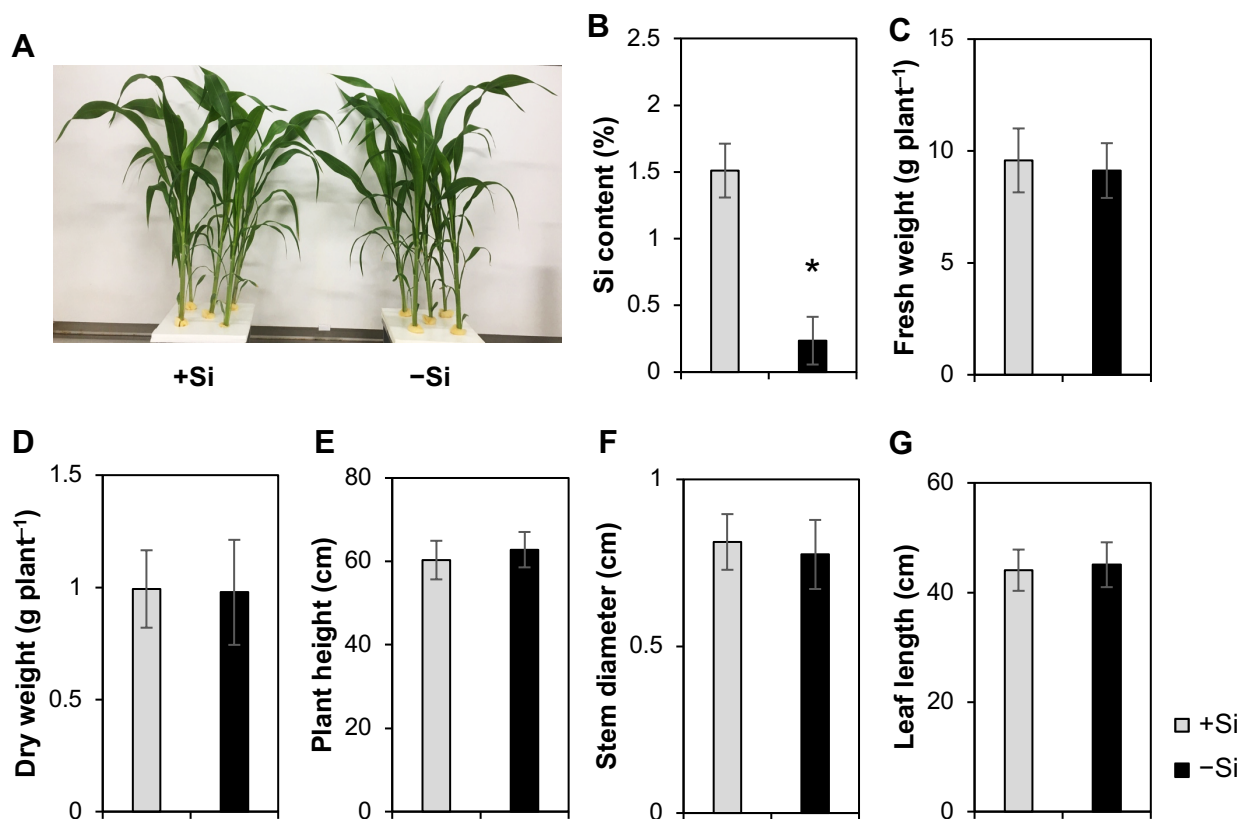 A
+Si
−Si
B
Si content (%)
2.5
2
1.5
1
0.5
0
*
C
Fresh weight (g plant⁻¹)
15
10
5
0
D
Dry weight (g plant⁻¹)
1.5
1
0.5
0
E
Plant height (cm)
80
60
40
20
0
F
Stem diameter (cm)
1
0.5
0
G
Leaf length (cm)
60
40
20
0
+Si
−Si